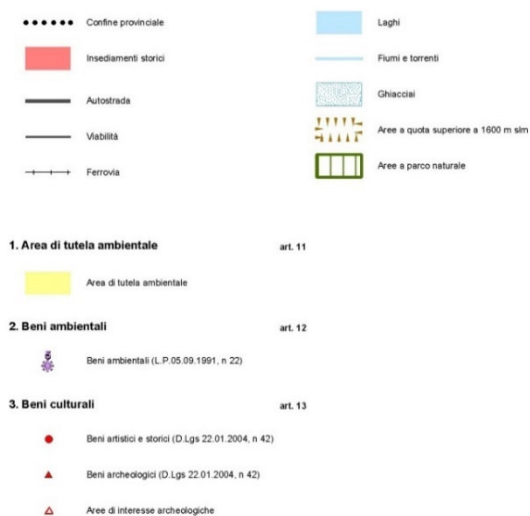 Confine provinciale
Insediamenti storici
Autostrada
Viabilità
Ferrovia
Laghi
Fiumi e torrenti
Ghiacciai
Aree a quota superiore a 1600 m slm
Aree a parco naturale
1. Area di tutela ambientale art. 11
Area di tutela ambientale
2. Beni ambientali art. 12
Beni ambientali (L.P.05.09.1991, n 22)
3. Beni culturali art. 13
Beni artistici e storici (D.Lgs 22.01.2004, n 42)
Beni archeologici (D.Lgs 22.01.2004, n 42)
Aree di interesse archeologiche